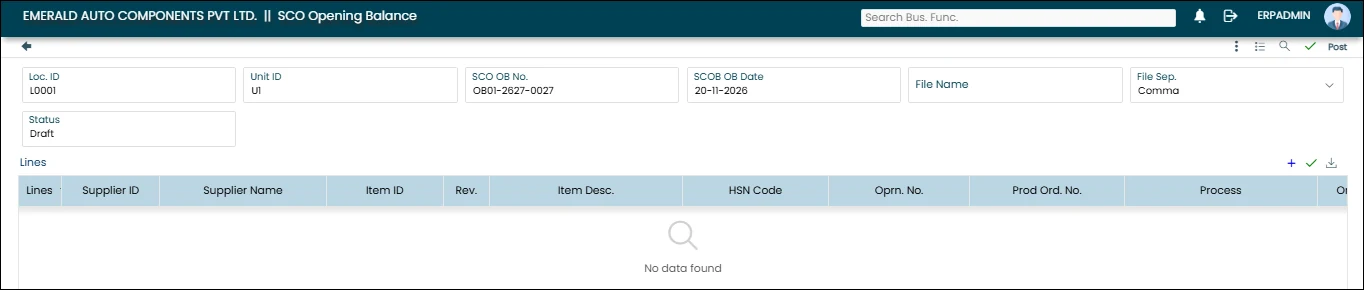 EMERALD AUTO COMPONENTS PVT LTD. || SCO Opening Balance
Search Bus. Func.
ERPADMIN
Post
Loc. ID
L0001
Unit ID
U1
SCO OB No.
OB01-2627-0027
SCOB OB Date
20-11-2026
File Name
File Sep.
Comma
Status
Draft
Lines
Lines Supplier ID Supplier Name Item ID Rev. Item Desc. HSN Code Oprn. No. Prod Ord. No. Process
No data found